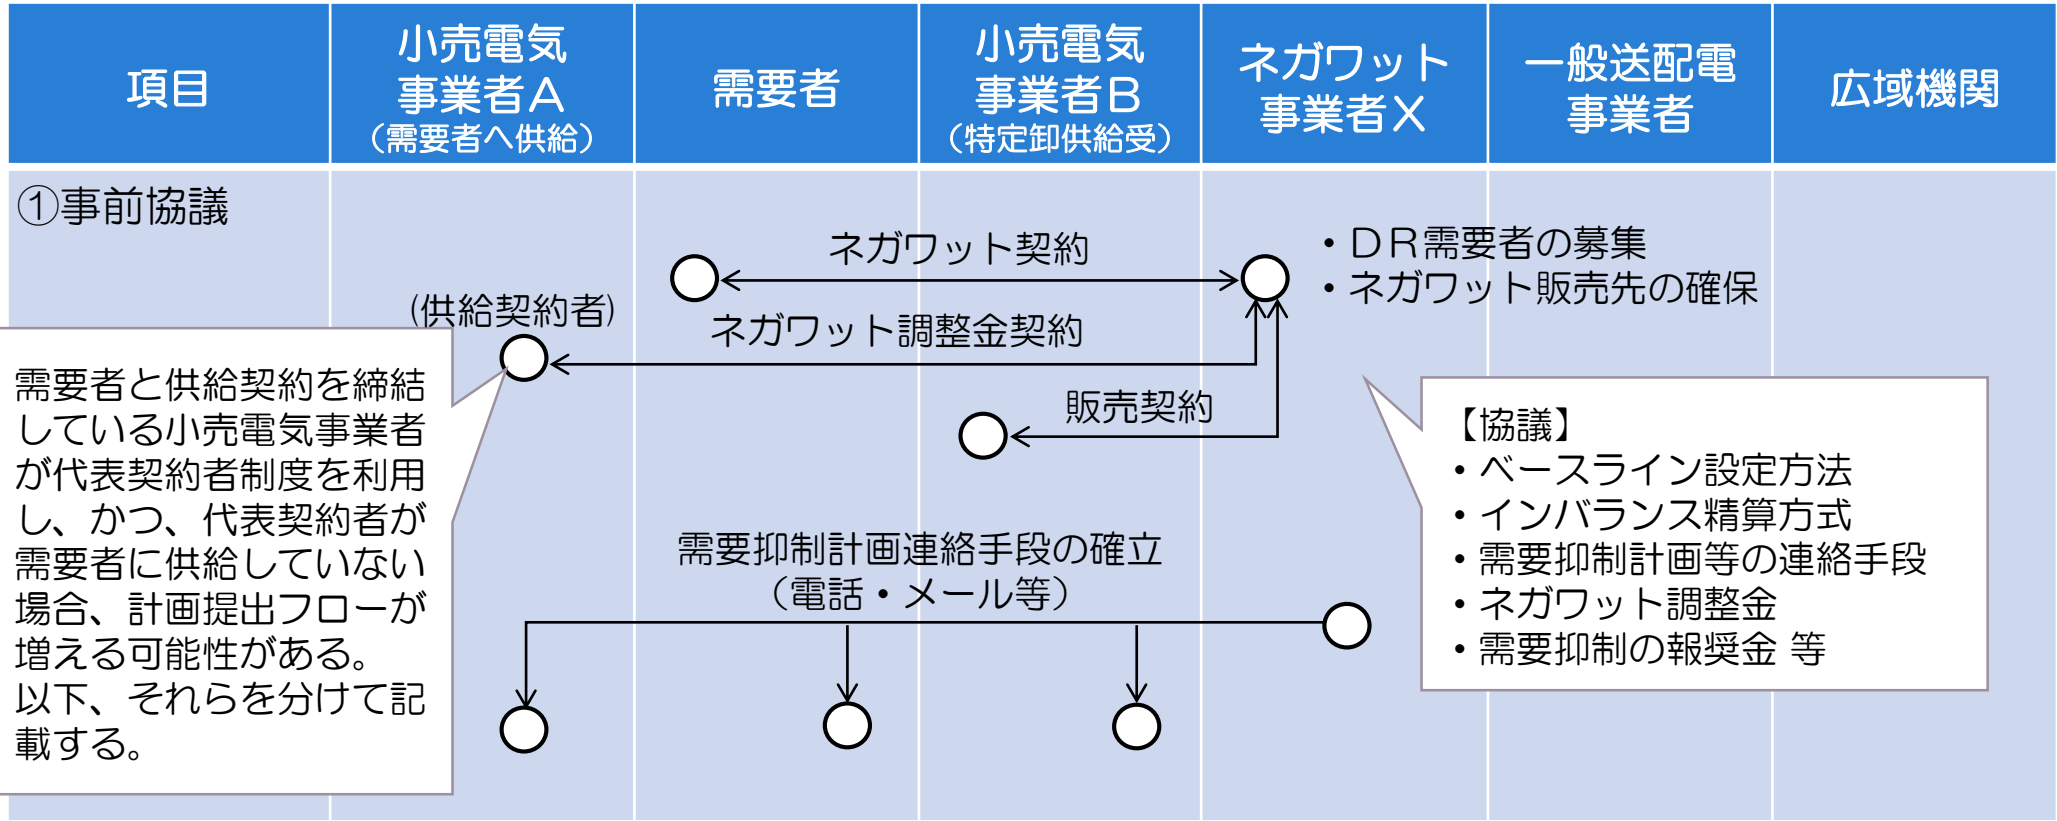 項目
小売電気
事業者A
（需要者へ供給）
需要者
小売電気
事業者B
（特定卸供給受）
ネガワット
事業者X
一般送配電
事業者
広域機関
①事前協議
ネガワット契約
・DR需要者の募集
・ネガワット販売先の確保
(供給契約者)
ネガワット調整金契約
販売契約
需要者と供給契約を締結
している小売電気事業者
が代表契約者制度を利用
し、かつ、代表契約者が
需要者に供給していない
場合、計画提出フローが
増える可能性がある。
以下、それらを分けて記
載する。
【協議】
・ベースライン設定方法
・インバランス精算方式
・需要抑制計画等の連絡手段
・ネガワット調整金
・需要抑制の報奨金 等
需要抑制計画連絡手段の確立
（電話・メール等）